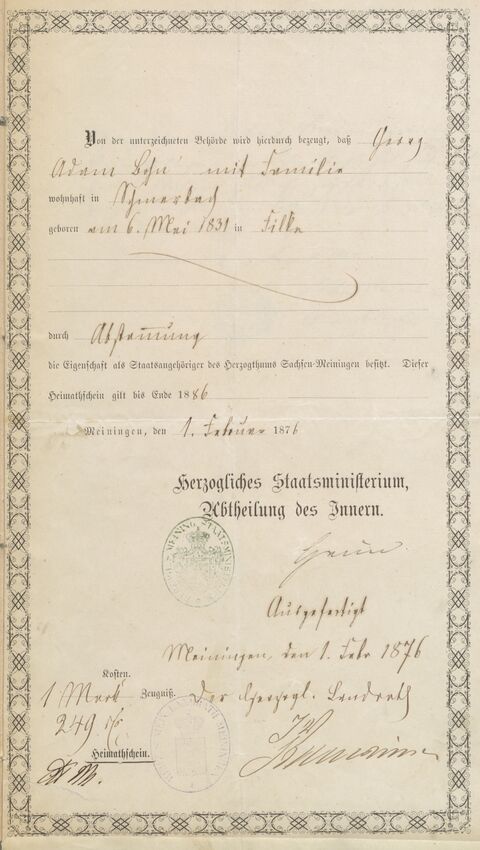 Von der unterzeichneten Behörde wird hierdurch bezeugt, daß Georg
Adam Bohn mit Familie
wohnhaft in Schmerbach
geboren am 6. Mai 1831 in Filke
durch Abstammung
die Eigenschaft als Staatsangehöriger des Herzogthums Sachsen-Meiningen besitzt. Dieser
Heimathschein gilt bis Ende 1886
Meiningen, den 1. Februar 1876
Herzogliches Staatsministerium,
Abtheilung des Innern.
Ausgefertigt
Meiningen, den 1. Febr 1876
Kosten.
1 Mark Zeugniß.
Der Herzogl. Landrath
249
Heimathschein.